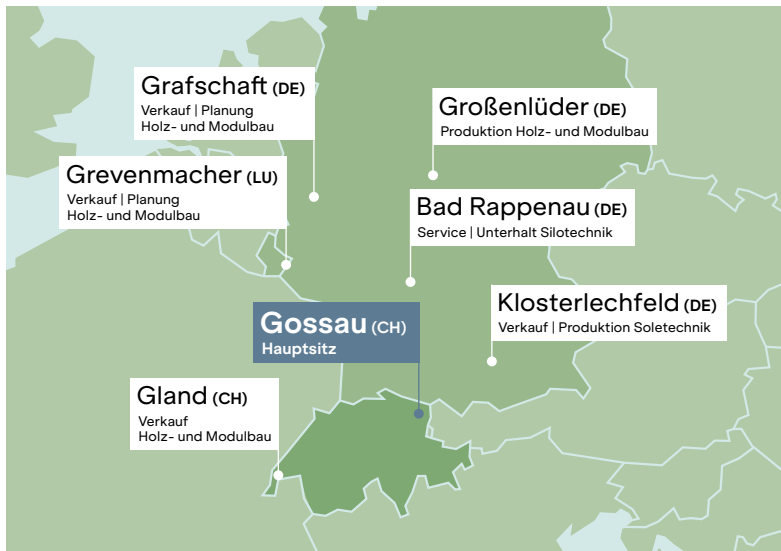 Grafschaft (DE)
Verkauf | Planung
Holz- und Modulbau
Großenlüder (DE)
Produktion Holz- und Modulbau
Grevenmacher (LU)
Verkauf | Planung
Holz- und Modulbau
Bad Rappenau (DE)
Service | Unterhalt Silotechnik
Klosterlechfeld (DE)
Verkauf | Produktion Soletechnik
Gossau (CH)
Hauptsitz
Gland (CH)
Verkauf
Holz- und Modulbau